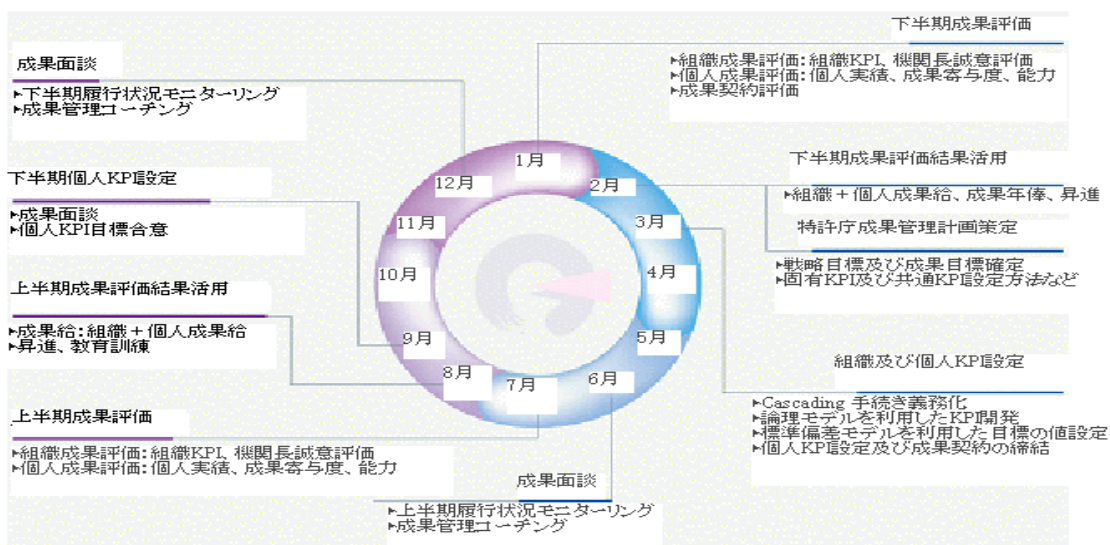 下半期成果評価
▸組織成果評価：組織KPI、機関長誠意評価
▸個人成果評価：個人実績、成果寄与度、能力
▸成果契約評価
成果面談
▸下半期履行状況モニターリング
▸成果管理コーチング
下半期成果評価結果活用
▸組織＋個人成果給、成果年俸、昇進
特許庁成果管理計画策定
▸戦略目標及び成果目標確定
▸固有KPI及び共通KPI設定方法など
下半期個人KPI設定
▸成果面談
▸個人KPI目標合意
上半期成果評価結果活用
▸成果給：組織＋個人成果給
▸昇進、教育訓練
組織及び個人KPI設定
▸Cascading 手続き義務化
▸論理モデルを利用したKPI開発
▸標準偏差モデルを利用した目標の値設定
▸個人KPI設定及び成果契約の締結
上半期成果評価
▸組織成果評価：組織KPI、機関長誠意評価
▸個人成果評価：個人実績、成果寄与度、能力
成果面談
▸上半期履行状況モニターリング
▸成果管理コーチング
1月
2月
3月
4月
5月
6月
7月
8月
9月
10月
11月
12月